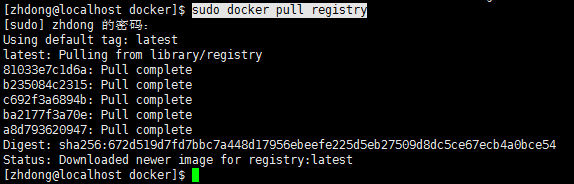 [zhdong@localhost docker]$ sudo docker pull registry
[sudo] zhdong 的密码：
Using default tag: latest
latest: Pulling from library/registry
81033e7c1d6a: Pull complete
b235084c2315: Pull complete
c692f3a6894b: Pull complete
ba2177f3a70e: Pull complete
a8d793620947: Pull complete
Digest: sha256:672d519d7fd7bbc7a448d17956ebeefe225d5eb27509d8dc5ce67ecb4a0bce54
Status: Downloaded newer image for registry:latest
[zhdong@localhost docker]$